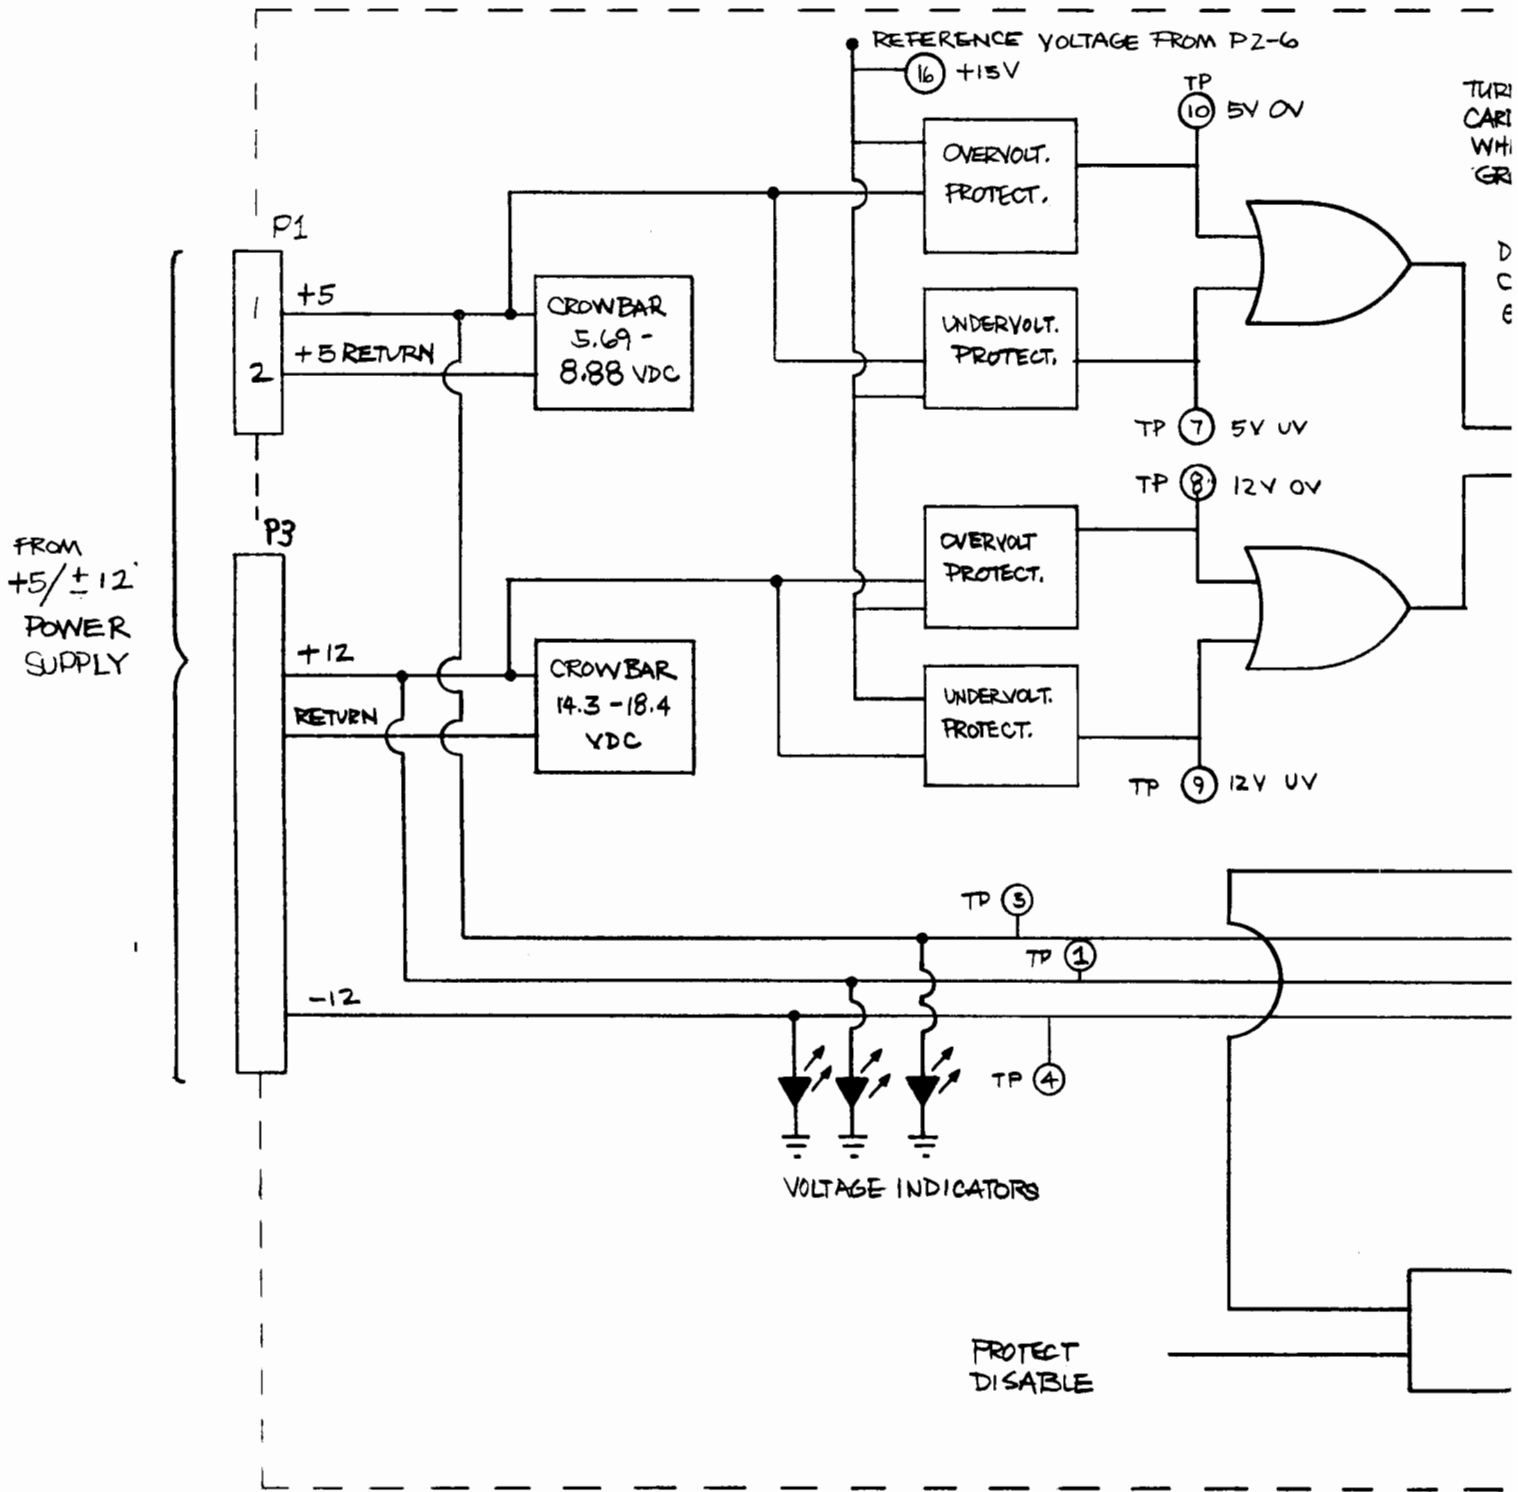 REFERENCE VOLTAGE FROM P2-6
16 +15V
TP
10 5V OV
OVERVOLT.
PROTECT.
P1
1 +5
+5 RETURN
2
CROWBAR
5.69 -
8.88 VDC
UNDERVOLT.
PROTECT.
TP 7 5V UV
TP 8 12V OV
P3
FROM
+5/±12
POWER
SUPPLY
OVERVOLT
PROTECT.
+12
RETURN
CROWBAR
14.3 - 18.4
VDC
UNDERVOLT.
PROTECT.
TP 9 12V UV
TP 3
TP 1
-12
TP 4
VOLTAGE INDICATORS
PROTECT
DISABLE